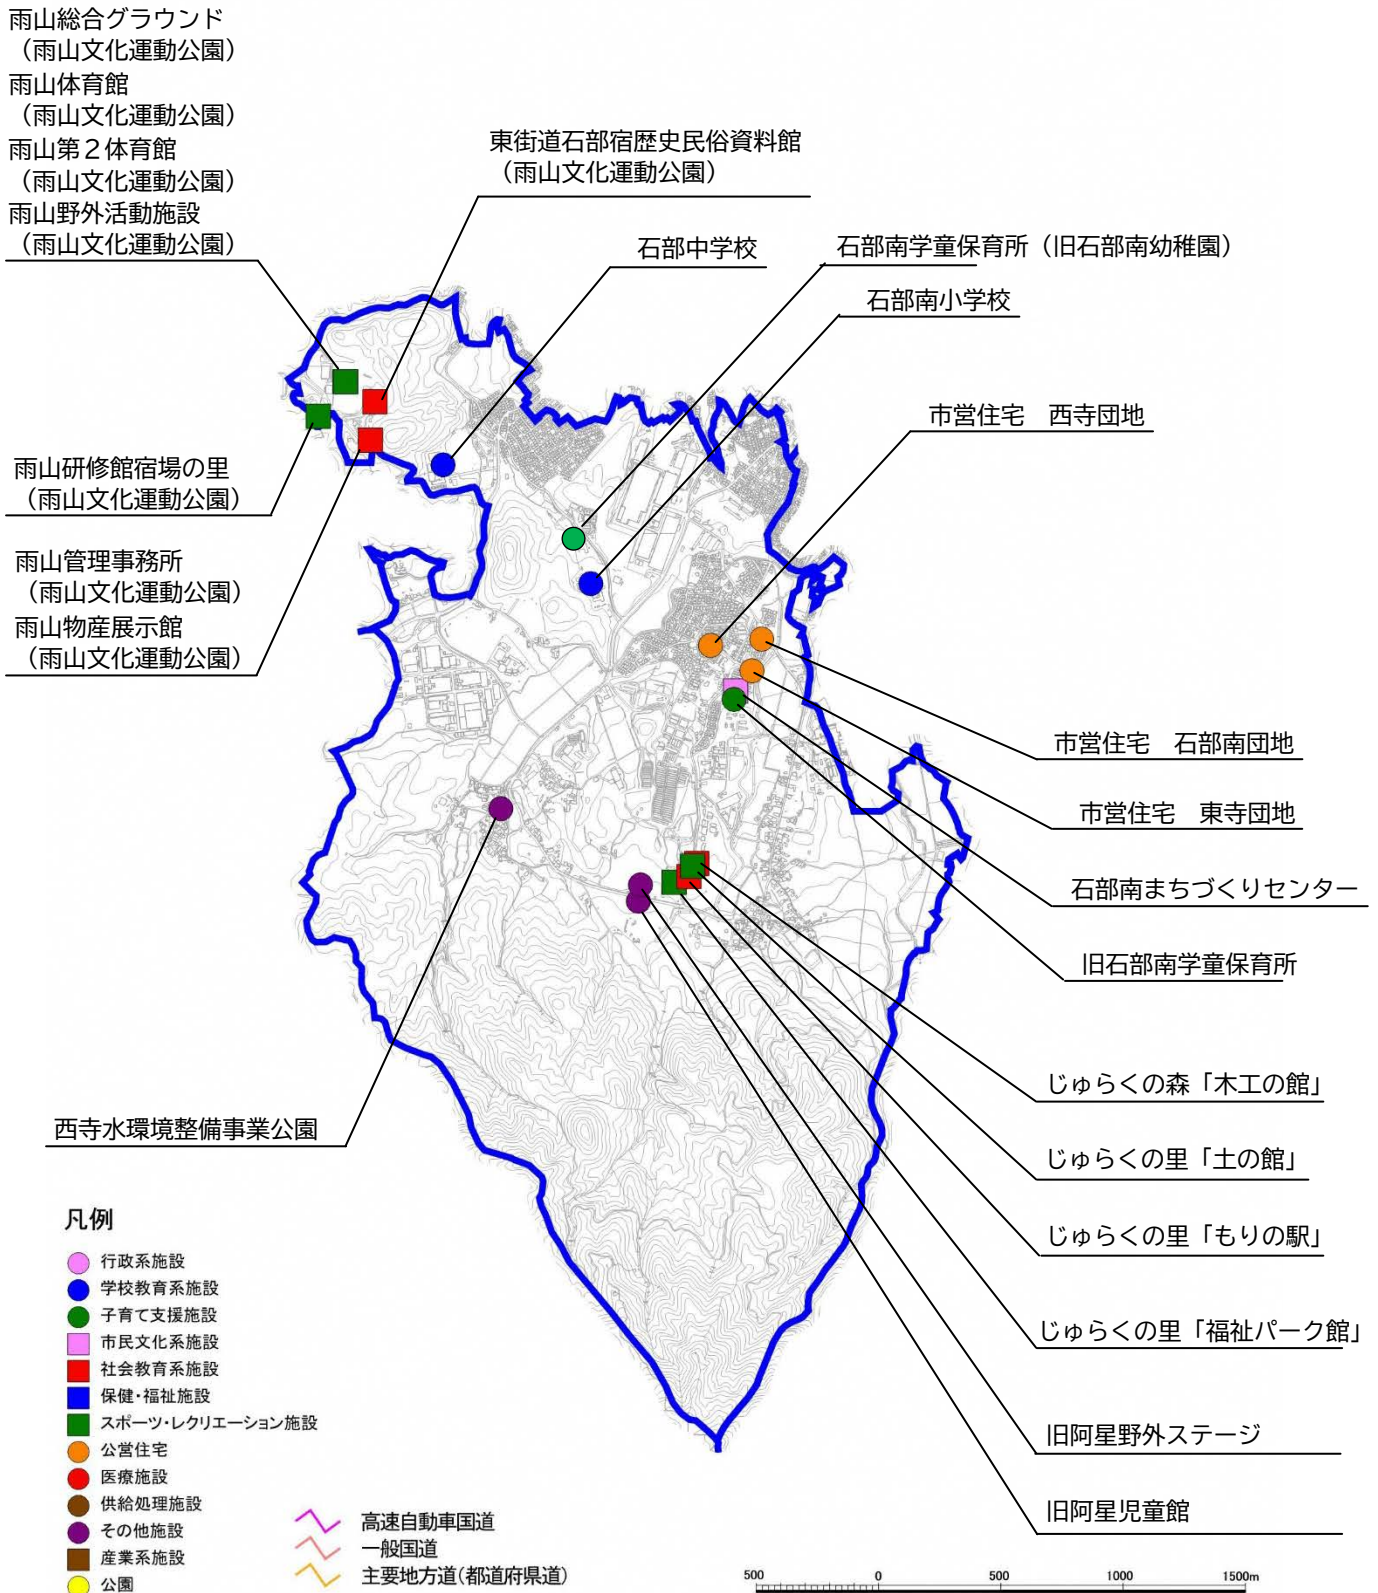 雨山総合グラウンド
（雨山文化運動公園）
雨山体育館
（雨山文化運動公園）
雨山第２体育館
（雨山文化運動公園）
雨山野外活動施設
（雨山文化運動公園）
東街道石部宿歴史民俗資料館
（雨山文化運動公園）
石部中学校
石部南学童保育所（旧石部南幼稚園）
石部南小学校
市営住宅　西寺団地
雨山研修館宿場の里
（雨山文化運動公園）
雨山管理事務所
（雨山文化運動公園）
雨山物産展示館
（雨山文化運動公園）
市営住宅　石部南団地
市営住宅　東寺団地
石部南まちづくりセンター
旧石部南学童保育所
じゅらくの森「木工の館」
じゅらくの里「土の館」
じゅらくの里「もりの駅」
じゅらくの里「福祉パーク館」
旧阿星野外ステージ
旧阿星児童館
西寺水環境整備事業公園
凡例
行政系施設
学校教育系施設
子育て支援施設
市民文化系施設
社会教育系施設
保健・福祉施設
スポーツ・レクリエーション施設
公営住宅
医療施設
供給処理施設
その他施設
産業系施設
公園
高速自動車国道
一般国道
主要地方道（都道府県道）
500 0 500 1000 1500m